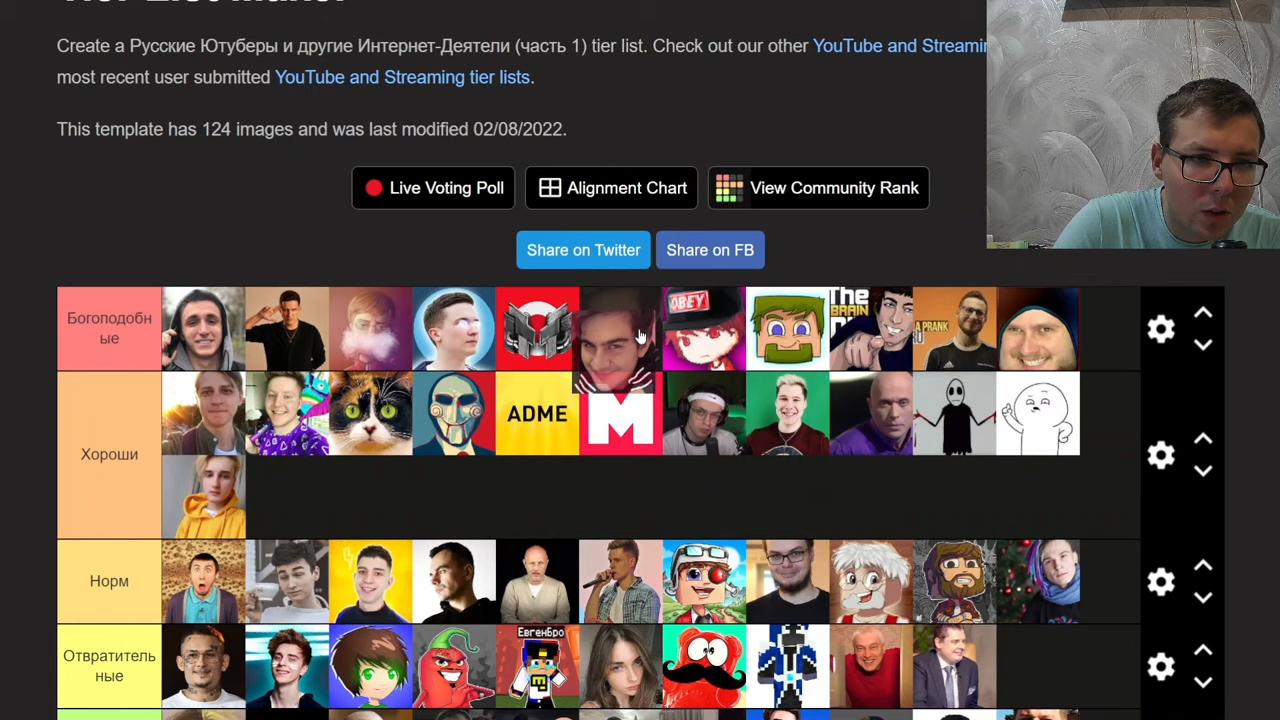 Create a Русские Ютуберы и другие Интернет-Деятели (часть 1) tier list. Check out our other YouTube and Streamin
most recent user submitted YouTube and Streaming tier lists.
This template has 124 images and was last modified 02/08/2022.
Live Voting Poll
Alignment Chart
View Community Rank
Share on Twitter
Share on FB
Богоподобн
ые
OBEY
The
BRAIN
A PRANK
Хороши
ADME
M
Норм
Отвратитель
ные
ЕвгенБро